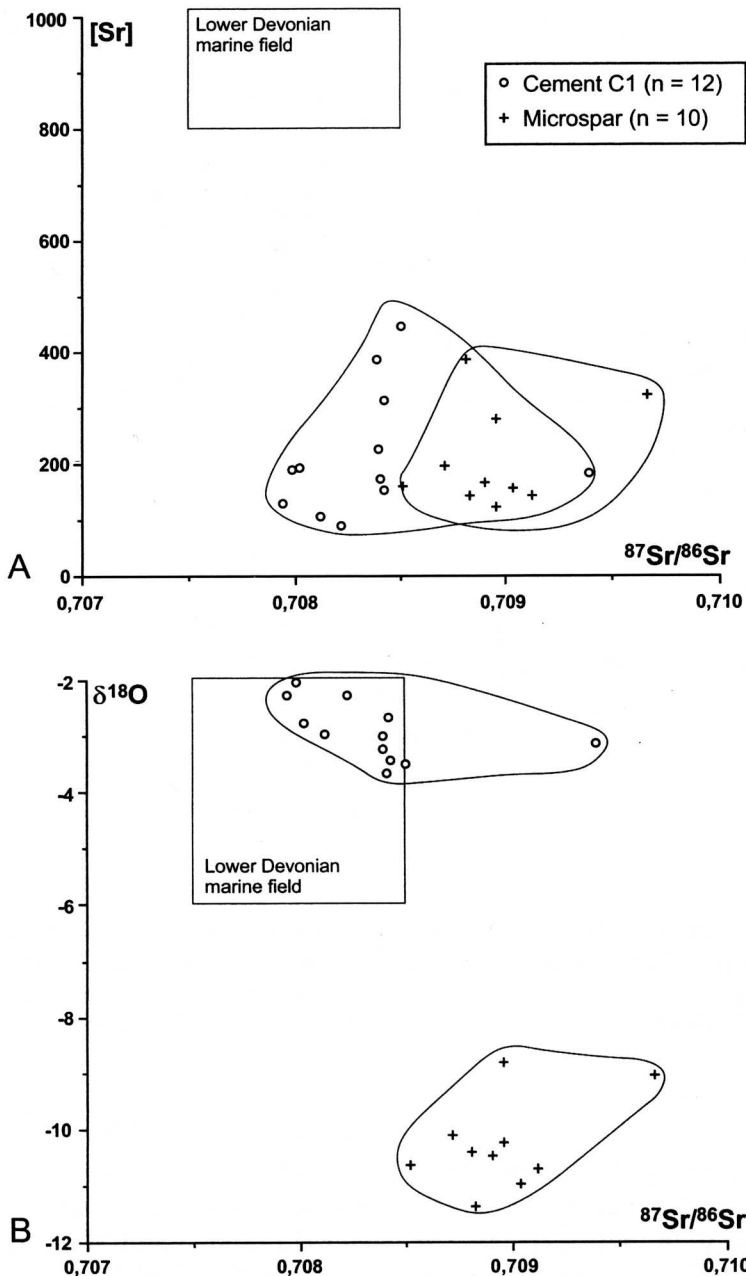 1000
[Sr]
Lower Devonian
marine field
Cement C1 (n = 12)
Microspar (n = 10)
800
600
400
200
A
0
⁸⁷Sr/⁸⁶Sr
0,707
0,708
0,709
0,710
-2
δ¹⁸O
-4
Lower Devonian
marine field
-6
-8
-10
B
-12
⁸⁷Sr/⁸⁶Sr
0,707
0,708
0,709
0,710